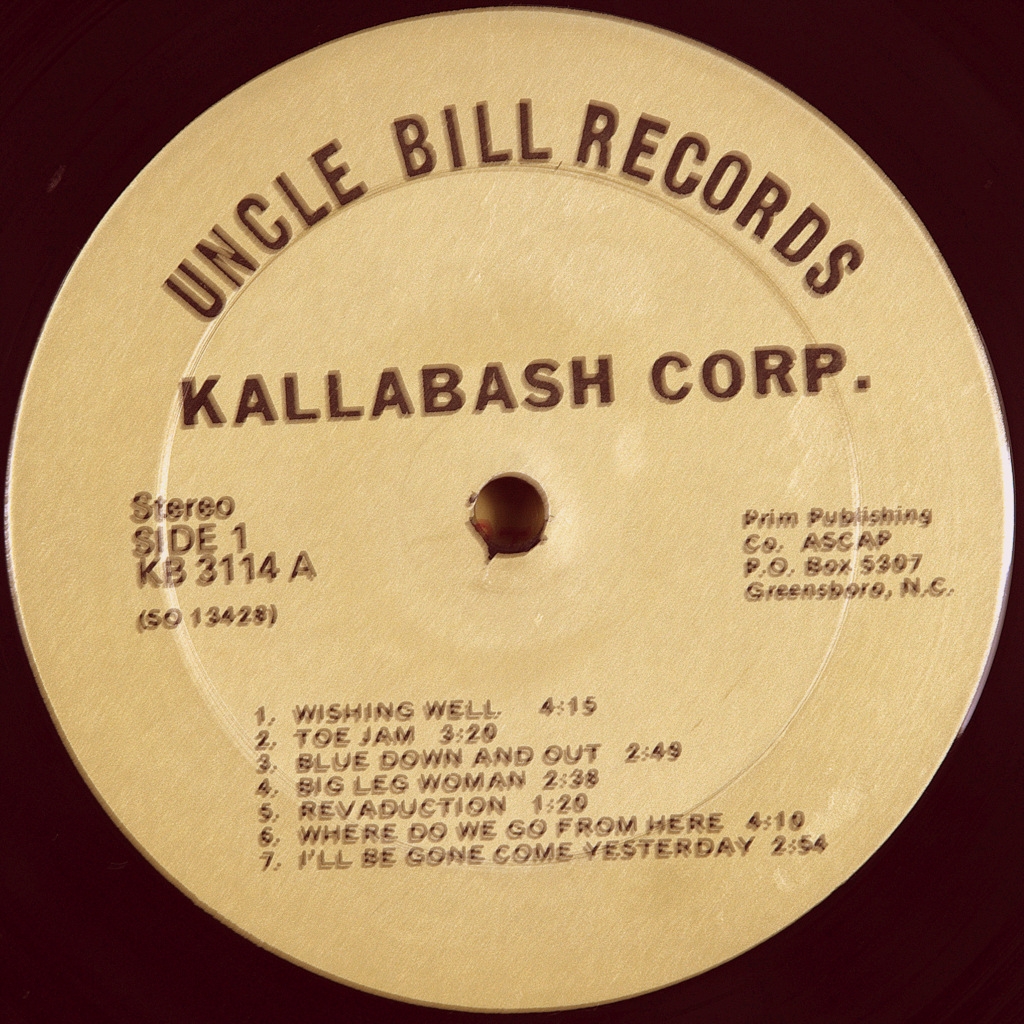 UNCLE BILL RECORDS
KALLABASH CORP.
Stereo
SIDE 1
KB 3114 A
(SO 13428)
Prim Publishing
Co. ASCAP
P.O. Box 5307
Greensboro, N.C.
1. WISHING WELL 4:15
2. TOE JAM 3:20
3. BLUE DOWN AND OUT 2:49
4. BIG LEG WOMAN 2:38
5. REVADUCTION 1:20
6. WHERE DO WE GO FROM HERE 4:10
7. I'LL BE GONE COME YESTERDAY 2:54